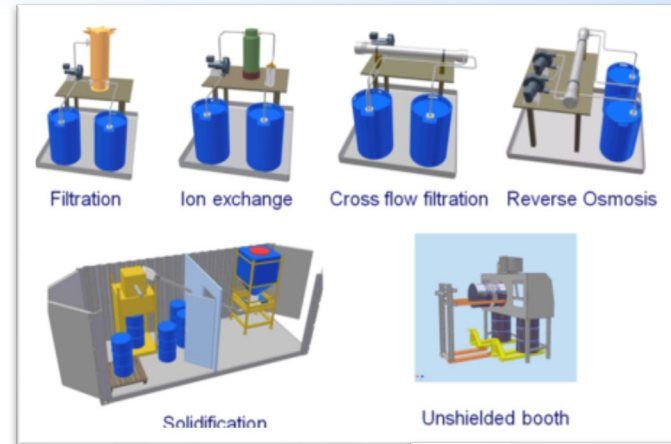 Filtration
Ion exchange
Cross flow filtration
Reverse Osmosis
Solidification
Unshielded booth